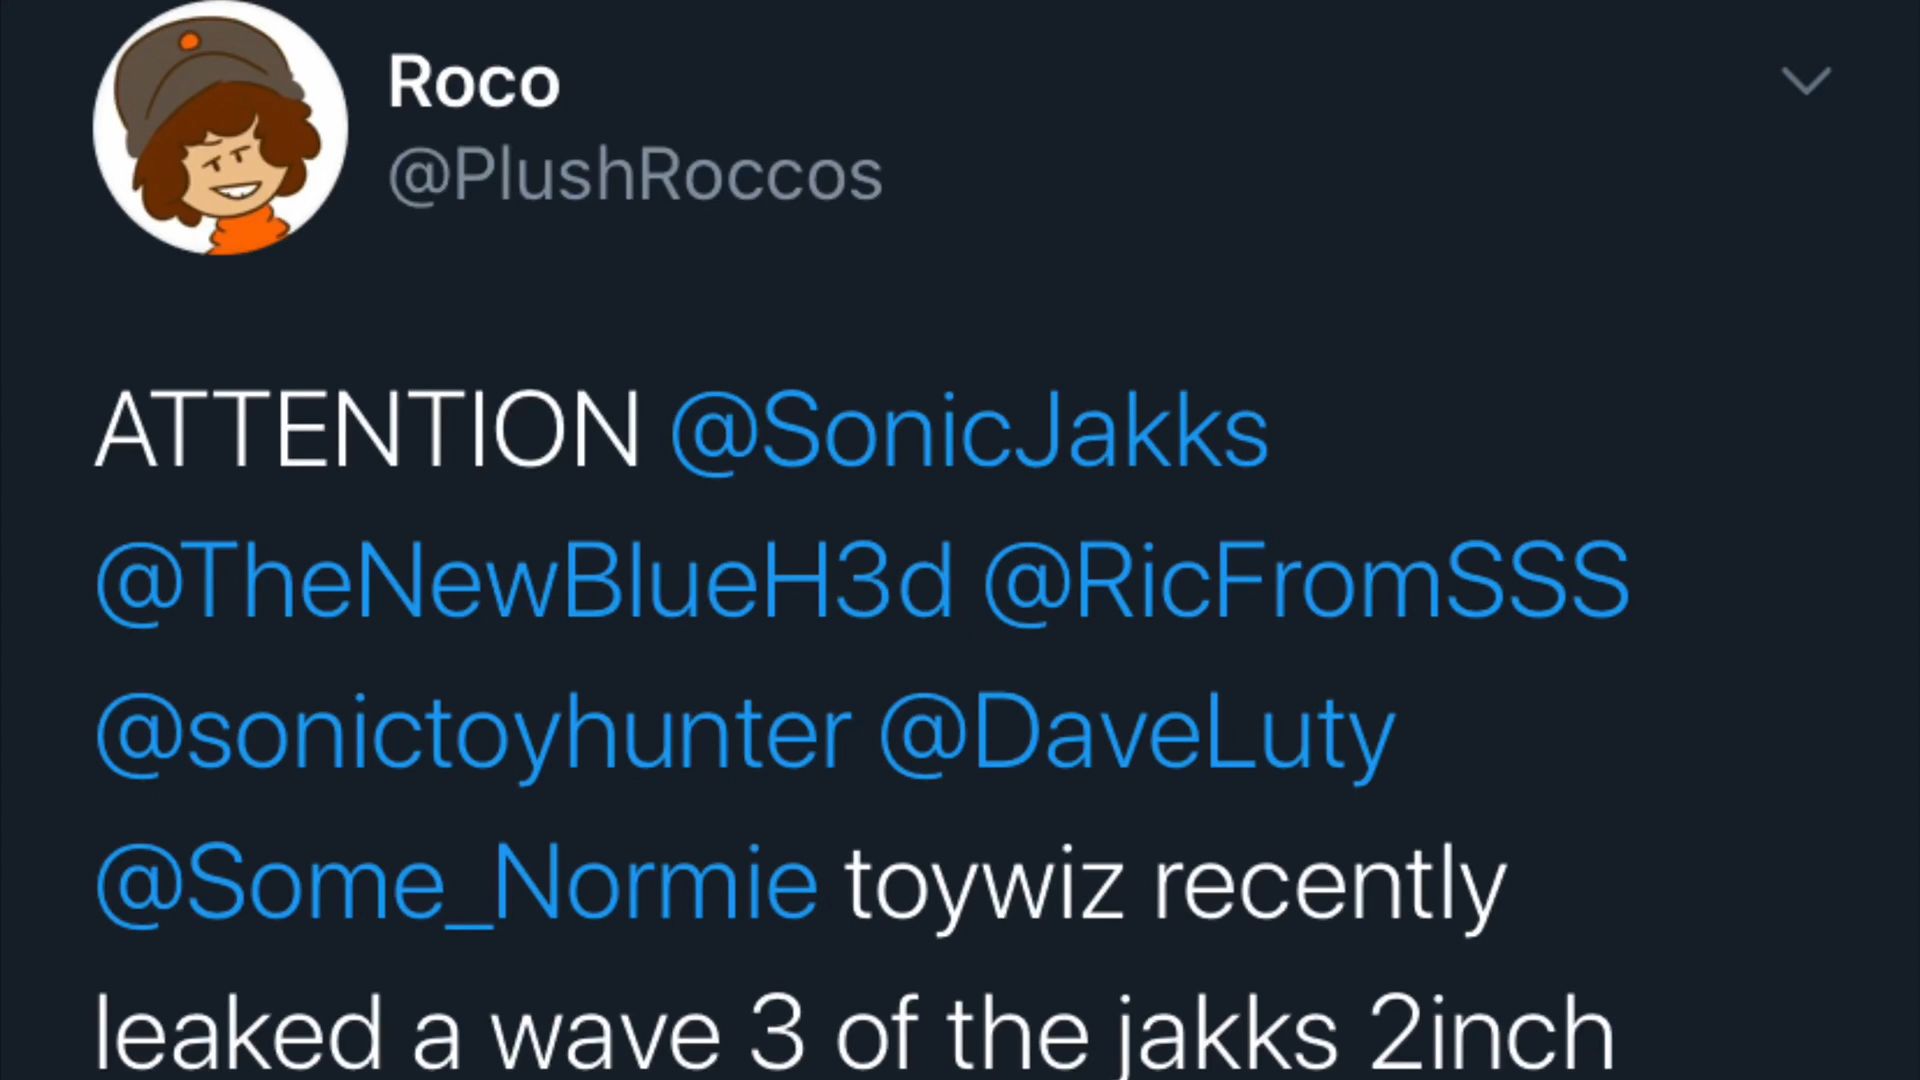 Roco
@PlushRoccos
ATTENTION @SonicJakks
@TheNewBlueH3d @RicFromSSS
@sonictoyhunter @DaveLuty
@Some_Normie toywiz recently
leaked a wave 3 of the jakks 2inch